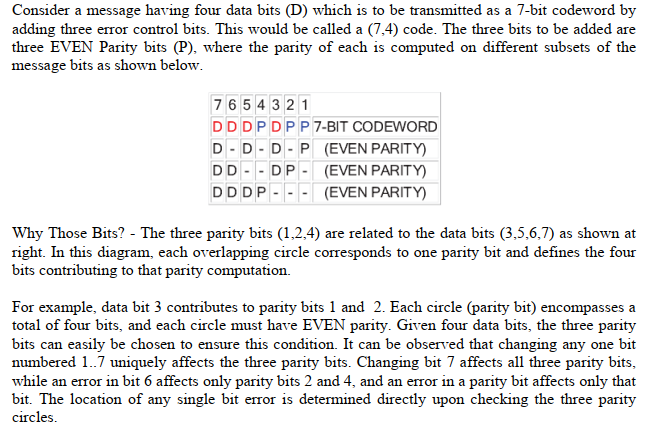 Consider a message having four data bits (D) which is to be transmitted as a 7-bit codeword by
adding three error control bits. This would be called a (7,4) code. The three bits to be added are
three EVEN Parity bits (P), where the parity of each is computed on different subsets of the
message bits as shown below.
7 6 5 4 3 2 1
D D D P D P P 7-BIT CODEWORD
D - D - D - P (EVEN PARITY)
D D - - D P - (EVEN PARITY)
D D D P - - - (EVEN PARITY)
Why Those Bits? - The three parity bits (1,2,4) are related to the data bits (3,5,6,7) as shown at
right. In this diagram, each overlapping circle corresponds to one parity bit and defines the four
bits contributing to that parity computation.
For example, data bit 3 contributes to parity bits 1 and 2. Each circle (parity bit) encompasses a
total of four bits, and each circle must have EVEN parity. Given four data bits, the three parity
bits can easily be chosen to ensure this condition. It can be observed that changing any one bit
numbered 1..7 uniquely affects the three parity bits. Changing bit 7 affects all three parity bits,
while an error in bit 6 affects only parity bits 2 and 4, and an error in a parity bit affects only that
bit. The location of any single bit error is determined directly upon checking the three parity
circles.